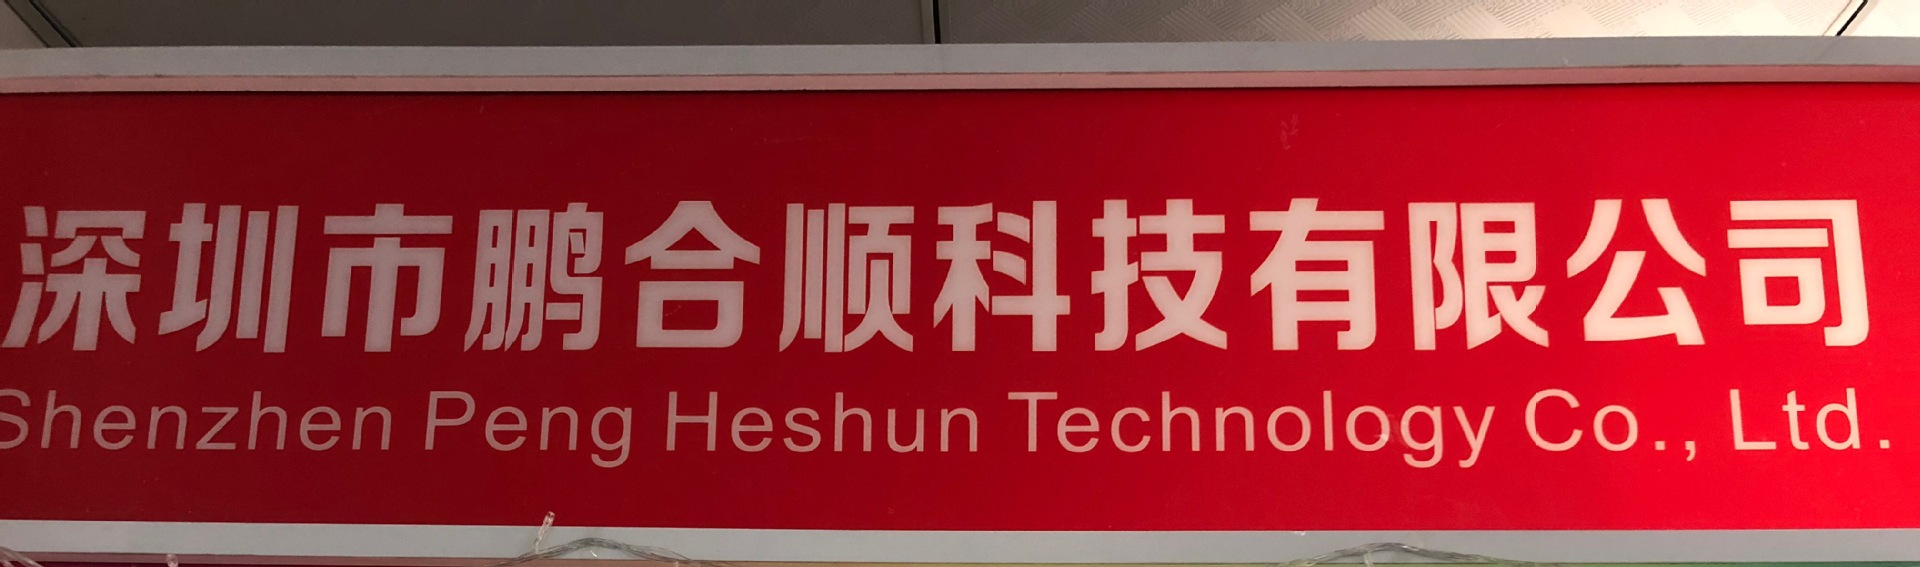 深圳市鹏合顺科技有限公司
Shenzhen Peng Heshun Technology Co., Ltd.